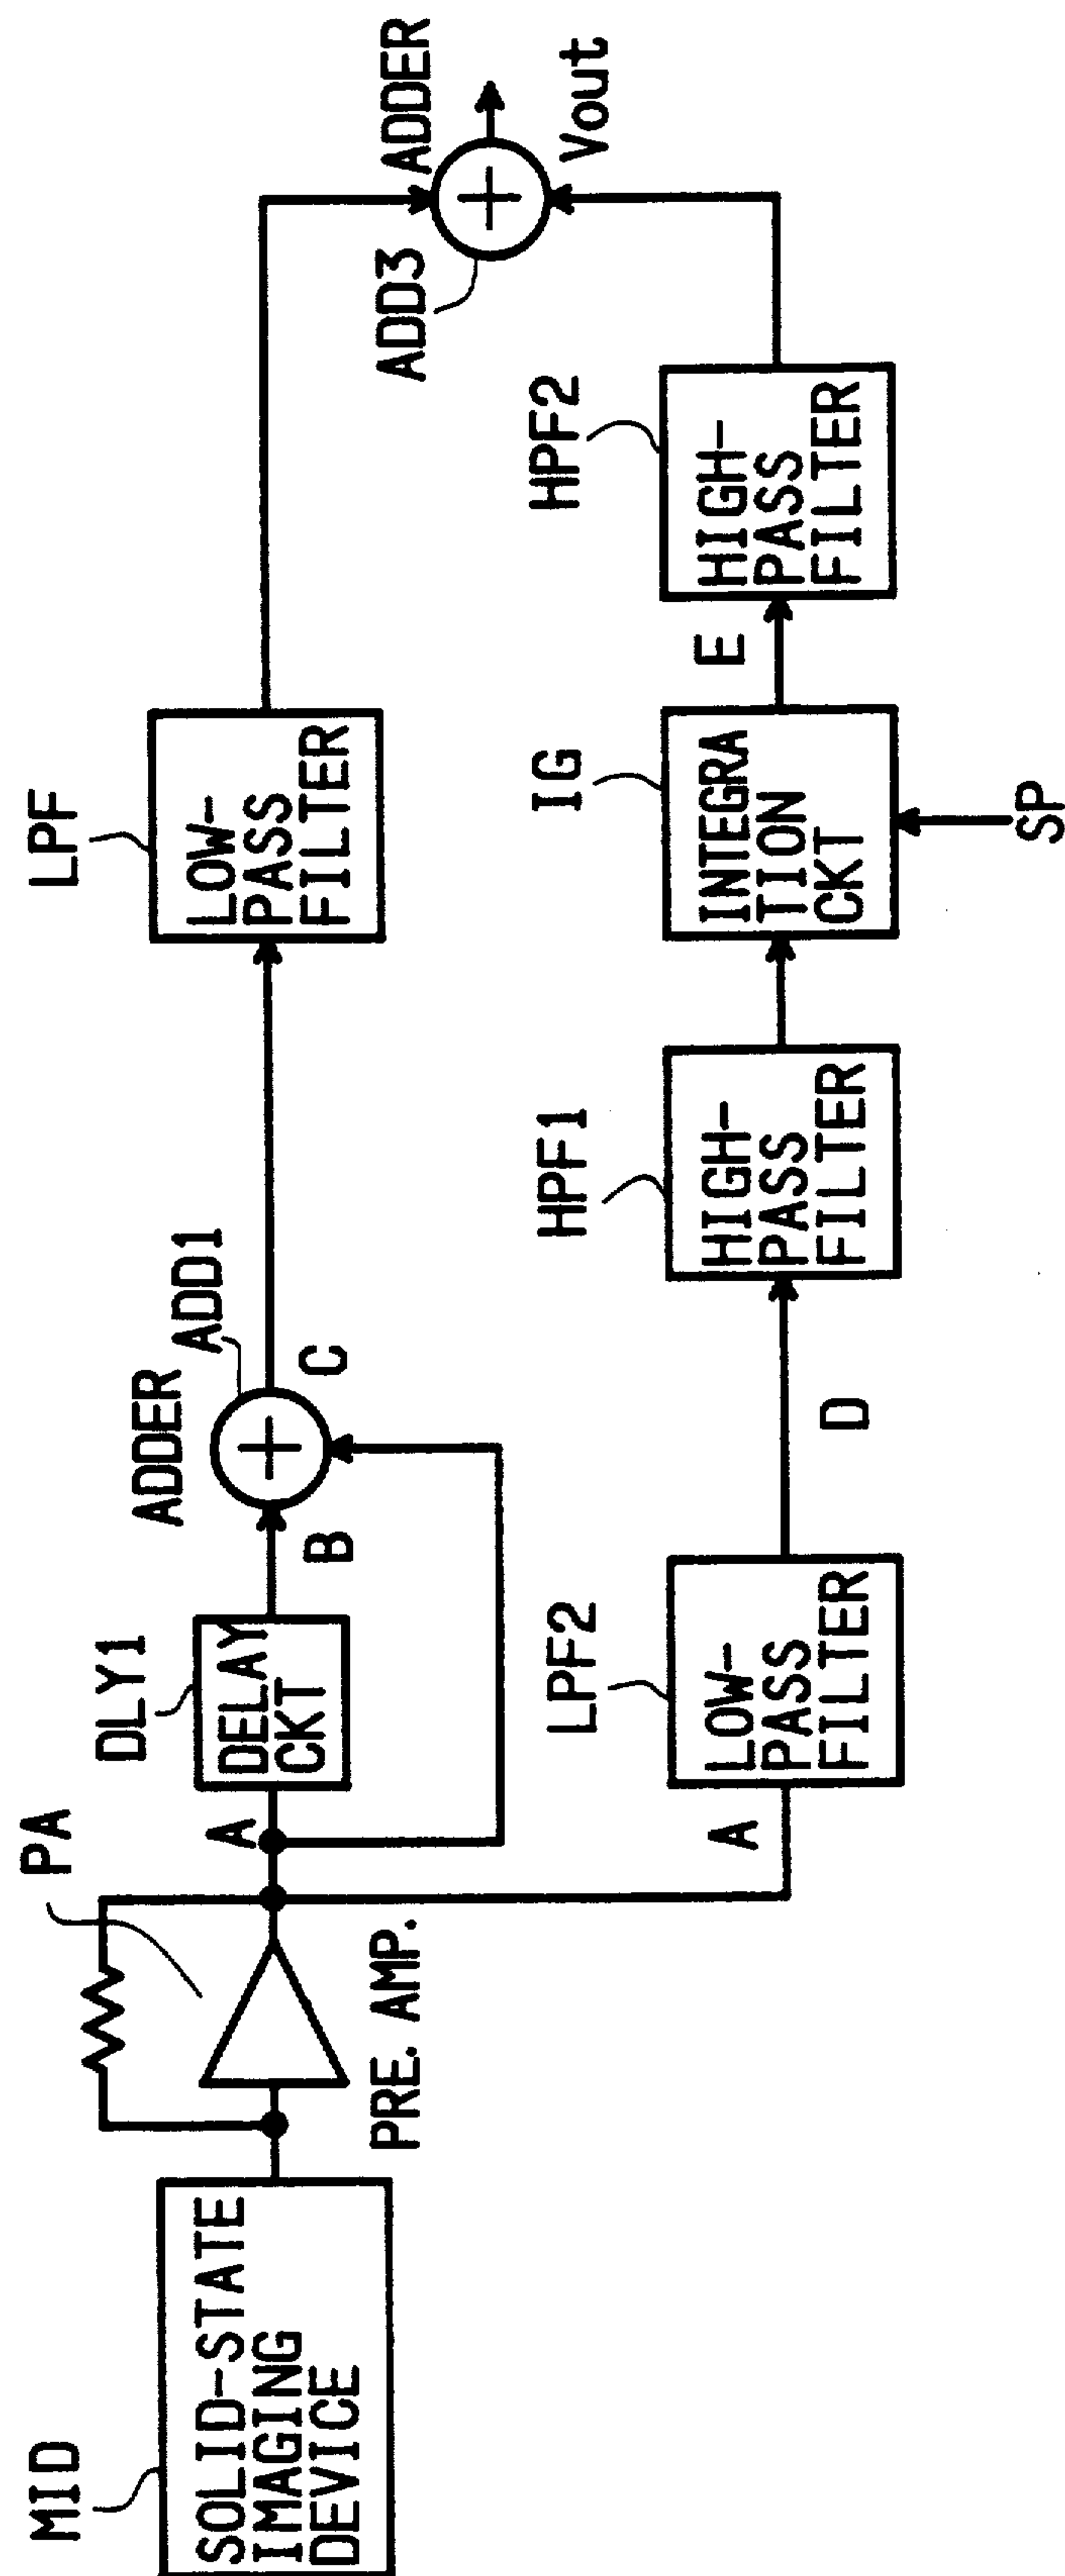 MID
SOLID-STATE
IMAGING
DEVICE
PA
PRE. AMP.
A
DLY1
DELAY
CKT
B
ADDER
ADD1
C
LPF
LOW-
PASS
FILTER
ADDER
ADD3
Vout
A
LPF2
LOW-
PASS
FILTER
D
HPF1
HIGH-
PASS
FILTER
IG
INTEGRA
TION
CKT
SP
E
HPF2
HIGH-
PASS
FILTER